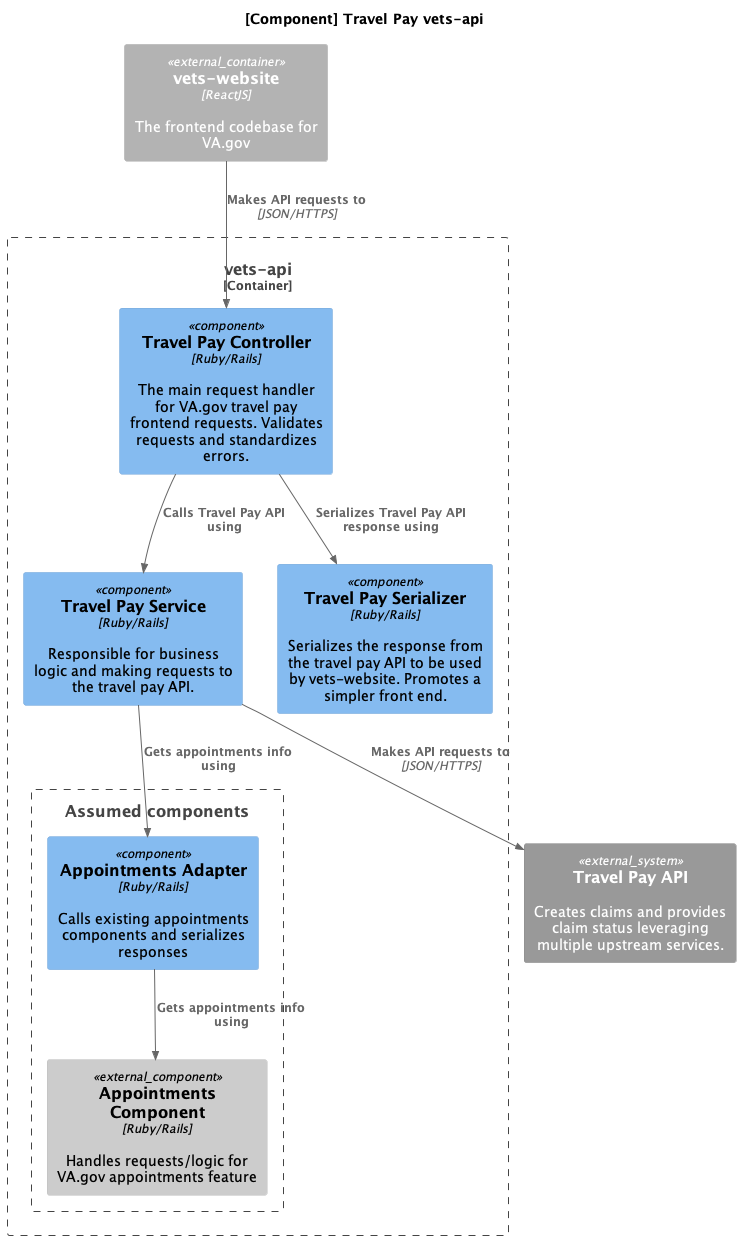 [Component] Travel Pay vets-api
«external_container»
vets-website
[ReactJS]
The frontend codebase for
VA.gov
Makes API requests to
[JSON/HTTPS]
vets-api
[Container]
«component»
Travel Pay Controller
[Ruby/Rails]
The main request handler
for VA.gov travel pay
frontend requests. Validates
requests and standardizes
errors.
Calls Travel Pay API
using
Serializes Travel Pay API
response using
«component»
Travel Pay Service
[Ruby/Rails]
Responsible for business
logic and making requests to
the travel pay API.
«component»
Travel Pay Serializer
[Ruby/Rails]
Serializes the response from
the travel pay API to be used
by vets-website. Promotes a
simpler front end.
Gets appointments info
using
Makes API requests to
[JSON/HTTPS]
Assumed components
«component»
Appointments Adapter
[Ruby/Rails]
Calls existing appointments
components and serializes
responses
«external_system»
Travel Pay API
Creates claims and provides
claim status leveraging
multiple upstream services.
Gets appointments info
using
«external_component»
Appointments
Component
[Ruby/Rails]
Handles requests/logic for
VA.gov appointments feature